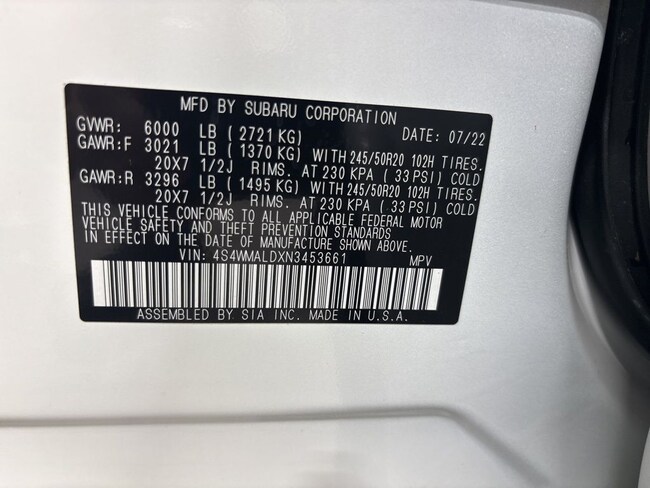 MFD BY SUBARU CORPORATION
GVWR: 6000 LB (2721 KG) DATE: 07/22
GAWR:F 3021 LB (1370 KG) WITH 245/50R20 102H TIRES.
20X7 1/2J RIMS. AT 230 KPA (33 PSI) COLD
GAWR:R 3296 LB (1495 KG) WITH 245/50R20 102H TIRES.
20X7 1/2J RIMS. AT 230 KPA (33 PSI) COLD
THIS VEHICLE CONFORMS TO ALL APPLICABLE FEDERAL MOTOR
VEHICLE SAFETY AND THEFT PREVENTION STANDARDS
IN EFFECT ON THE DATE OF MANUFACTURE SHOWN ABOVE.
VIN: 4S4WMALDXN3453661 MPV
ASSEMBLED BY SIA INC. MADE IN U.S.A.